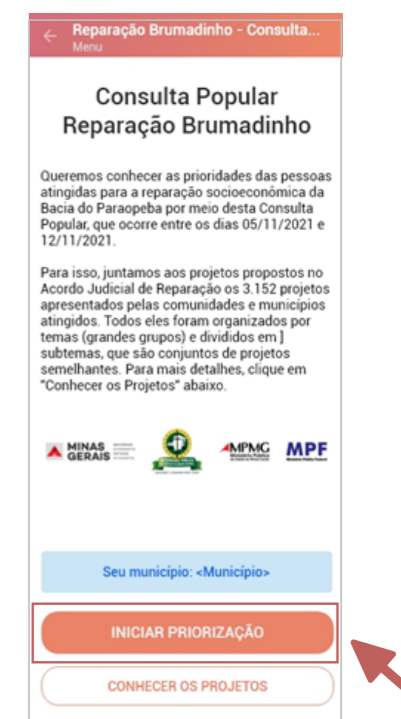 Reparação Brumadinho - Consulta...
Menu
Consulta Popular
Reparação Brumadinho
Queremos conhecer as prioridades das pessoas
atingidas para a reparação socioeconômica da
Bacia do Paraopeba por meio desta Consulta
Popular, que ocorre entre os dias 05/11/2021 e
12/11/2021.
Para isso, juntamos aos projetos propostos no
Acordo Judicial de Reparação os 3.152 projetos
apresentados pelas comunidades e municípios
atingidos. Todos eles foram organizados por
temas (grandes grupos) e divididos em ]
subtemas, que são conjuntos de projetos
semelhantes. Para mais detalhes, clique em
"Conhecer os Projetos" abaixo.
MINAS
GERAIS
MPMG
MPF
Seu município: <Município>
INICIAR PRIORIZAÇÃO
CONHECER OS PROJETOS